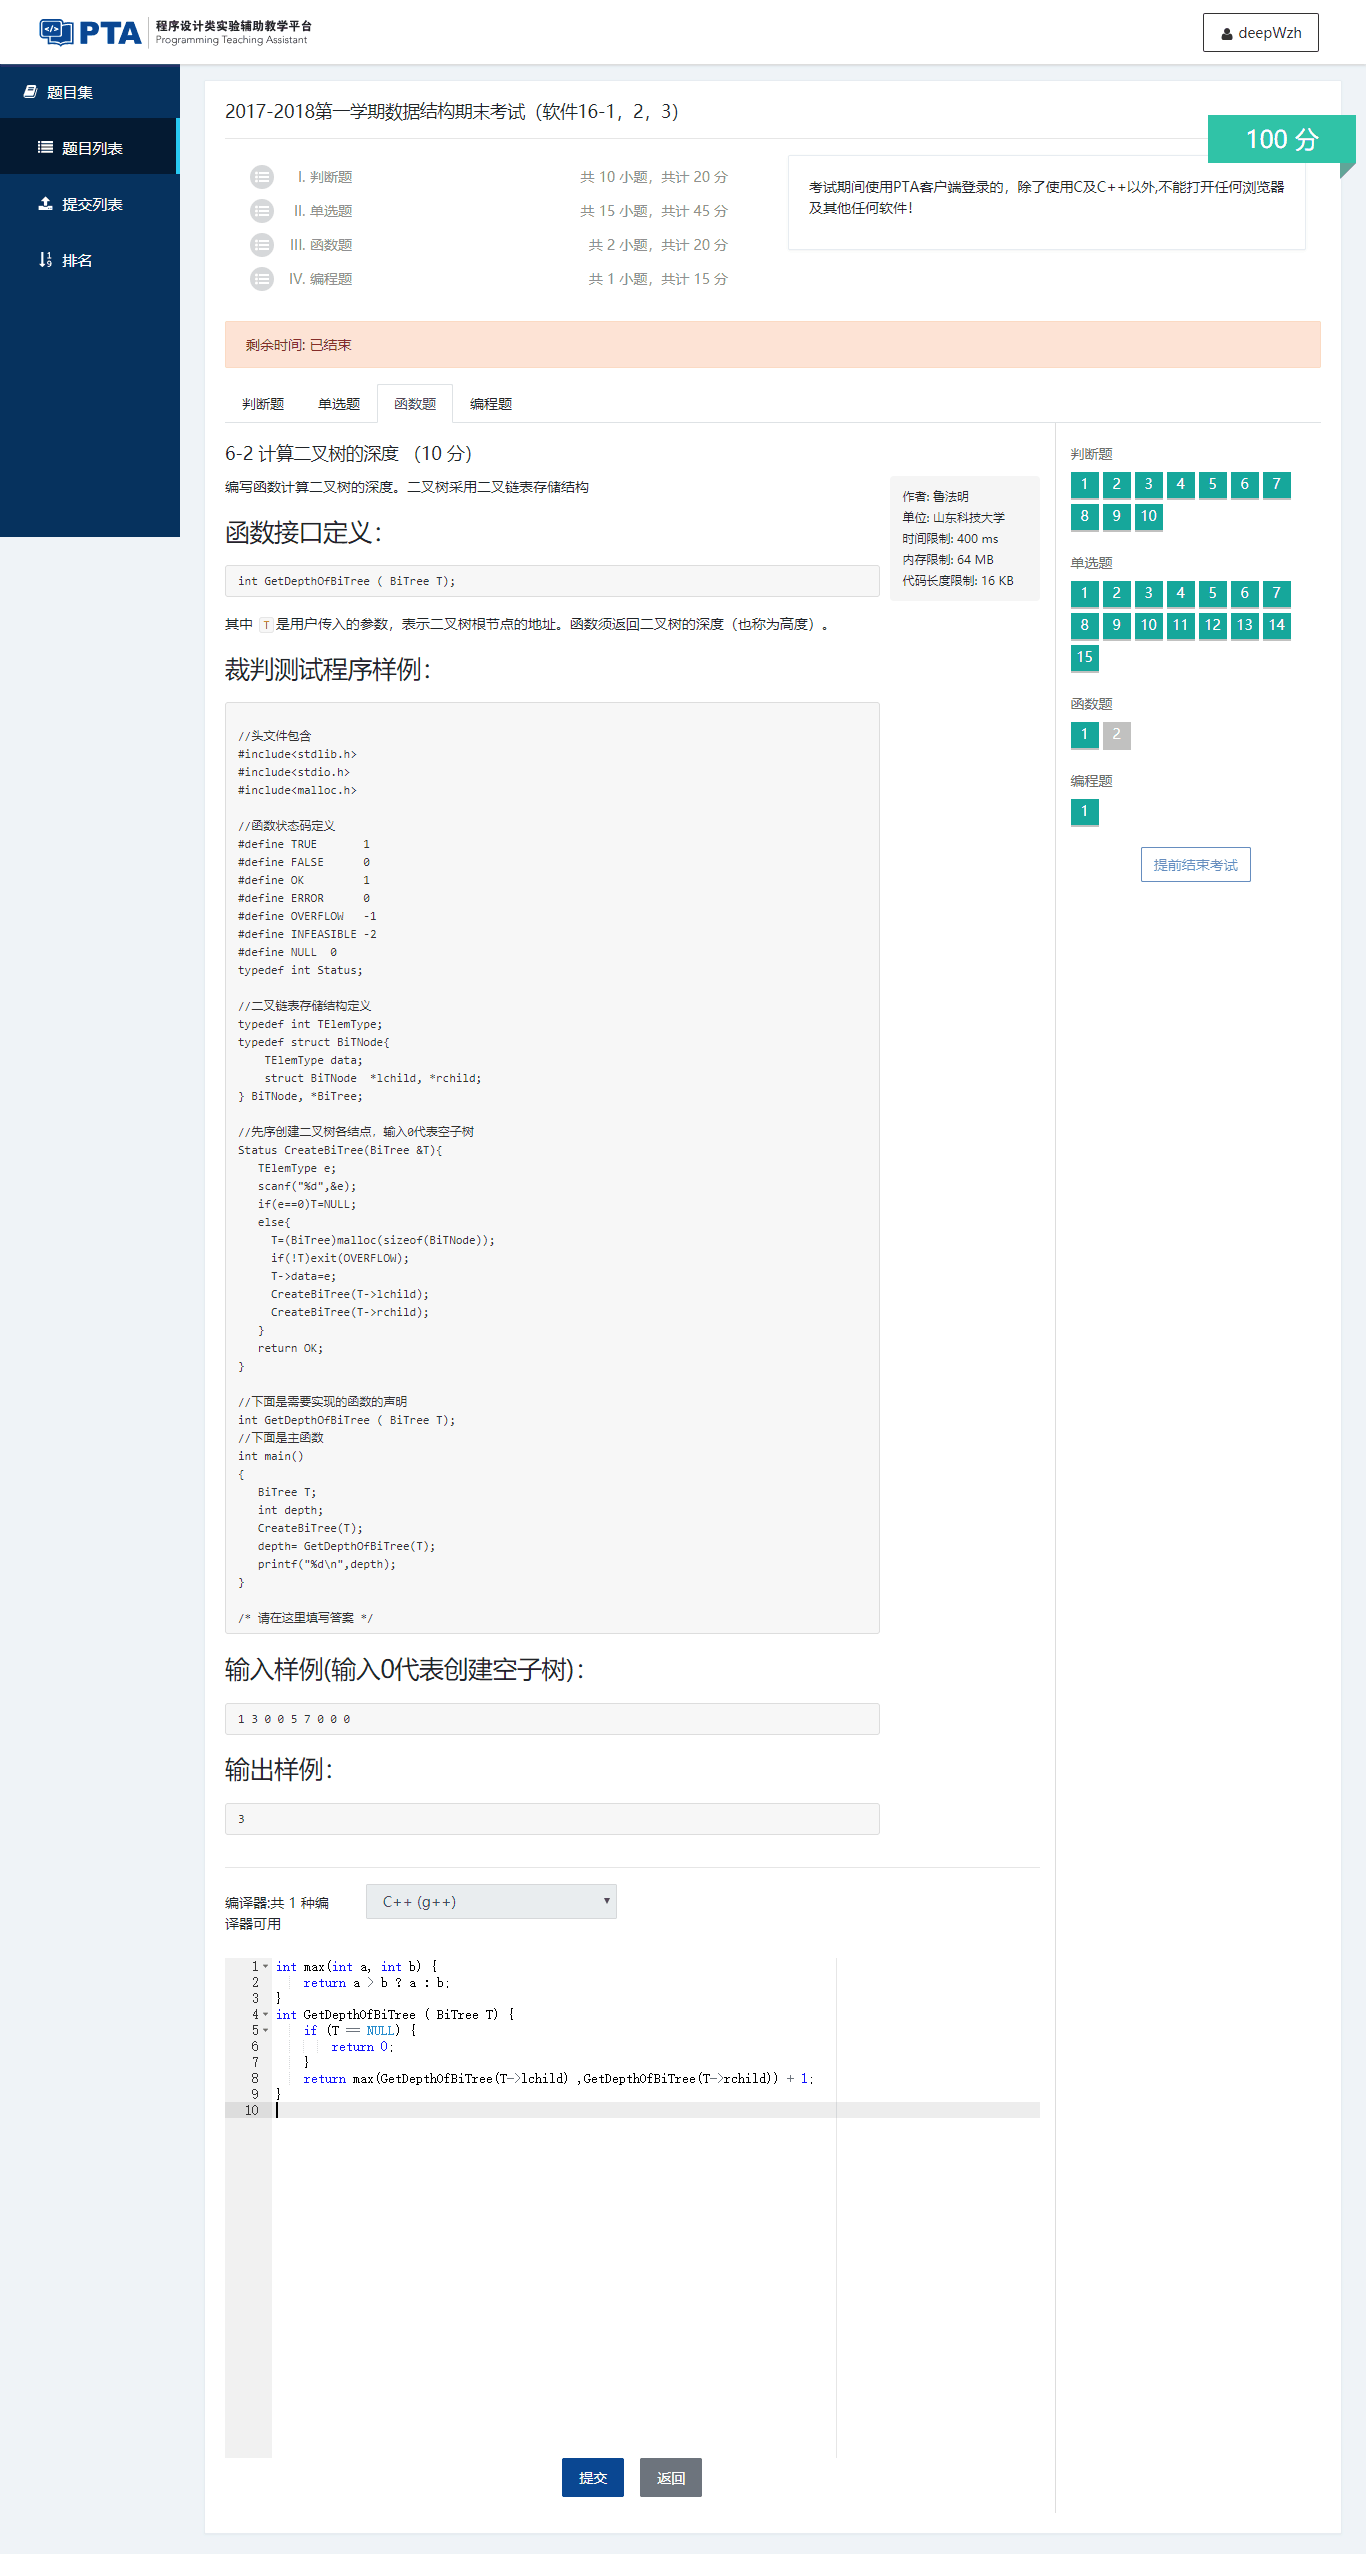 PTA 程序设计类实验辅助教学平台
Programming Teaching Assistant
deepWzh
题目集
题目列表
提交列表
排名
2017-2018第一学期数据结构期末考试（软件16-1，2，3）
100 分
I. 判断题 共 10 小题，共计 20 分
II. 单选题 共 15 小题，共计 45 分
III. 函数题 共 2 小题，共计 20 分
IV. 编程题 共 1 小题，共计 15 分
考试期间使用PTA客户端登录的，除了使用C及C++以外,不能打开任何浏览器
及其他任何软件！
剩余时间: 已结束
判断题 单选题 函数题 编程题
6-2 计算二叉树的深度 （10 分）
编写函数计算二叉树的深度。二叉树采用二叉链表存储结构
作者: 鲁法明
单位: 山东科技大学
时间限制: 400 ms
内存限制: 64 MB
代码长度限制: 16 KB
函数接口定义：
int GetDepthOfBiTree ( BiTree T);
其中 T 是用户传入的参数，表示二叉树根节点的地址。函数须返回二叉树的深度（也称为高度）。
裁判测试程序样例：
//头文件包含
#include<stdlib.h>
#include<stdio.h>
#include<malloc.h>
//函数状态码定义
#define TRUE       1
#define FALSE      0
#define OK         1
#define ERROR      0
#define OVERFLOW   -1
#define INFEASIBLE -2
#define NULL  0
typedef int Status;
//二叉链表存储结构定义
typedef int TElemType;
typedef struct BiTNode{
    TElemType data;
    struct BiTNode  *lchild, *rchild;
} BiTNode, *BiTree;
//先序创建二叉树各结点，输入0代表空子树
Status CreateBiTree(BiTree &T){
   TElemType e;
   scanf("%d",&e);
   if(e==0)T=NULL;
   else{
     T=(BiTree)malloc(sizeof(BiTNode));
     if(!T)exit(OVERFLOW);
     T->data=e;
     CreateBiTree(T->lchild);
     CreateBiTree(T->rchild);
   }
   return OK;
}
//下面是需要实现的函数的声明
int GetDepthOfBiTree ( BiTree T);
//下面是主函数
int main()
{
   BiTree T;
   int depth;
   CreateBiTree(T);
   depth= GetDepthOfBiTree(T);
   printf("%d\n",depth);
}
/* 请在这里填写答案 */
输入样例(输入0代表创建空子树)：
1 3 0 0 5 7 0 0 0
输出样例：
3
编译器:共 1 种编
译器可用
C++ (g++)
1 int max(int a, int b) {
2     return a > b ? a : b;
3 }
4 int GetDepthOfBiTree ( BiTree T) {
5     if (T == NULL) {
6         return 0;
7     }
8     return max(GetDepthOfBiTree(T->lchild) ,GetDepthOfBiTree(T->rchild)) + 1;
9 }
10
提交 返回
判断题
1 2 3 4 5 6 7
8 9 10
单选题
1 2 3 4 5 6 7
8 9 10 11 12 13 14
15
函数题
1 2
编程题
1
提前结束考试